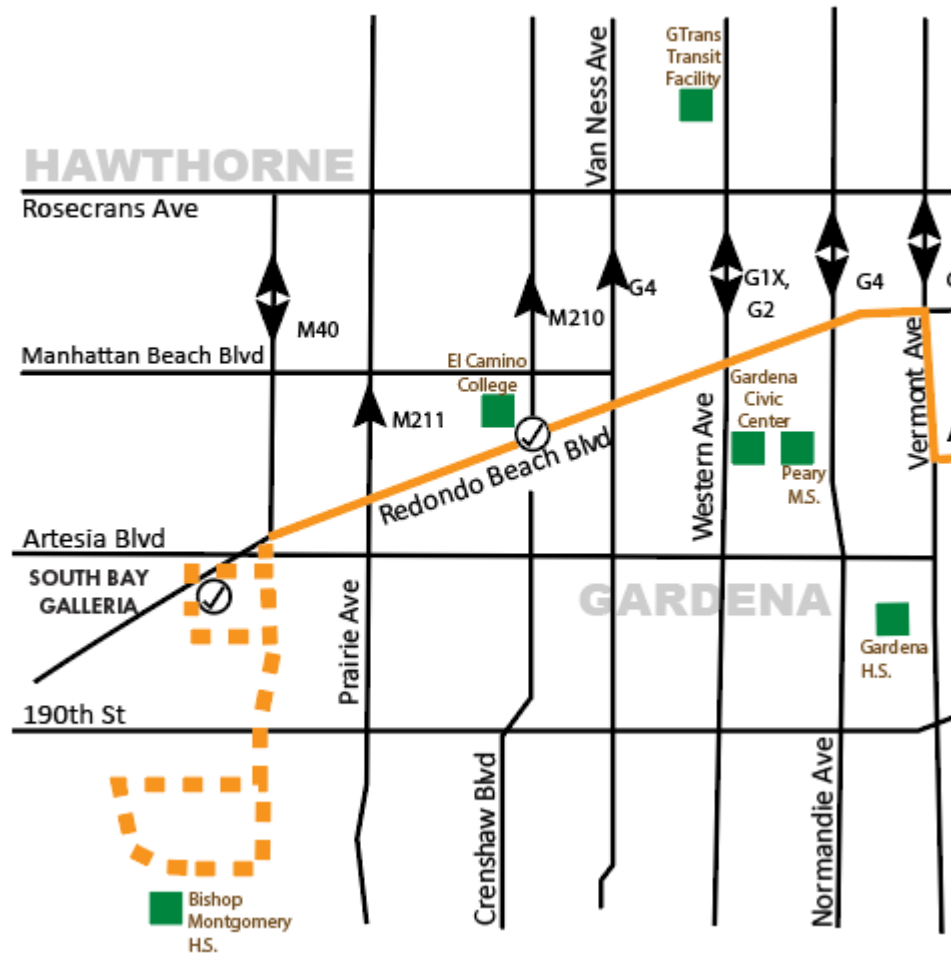 GTrans
Transit
Facility
Van Ness Ave
HAWTHORNE
Rosecrans Ave
G1X,
G2
G4
G4
M210
M40
Manhattan Beach Blvd
El Camino
College
Gardena
Civic
Center
Vermont Ave
M211
Redondo Beach Blvd
Western Ave
Peary
M.S.
Artesia Blvd
SOUTH BAY
GALLERIA
Prairie Ave
GARDENA
Gardena
H.S.
190th St
Crenshaw Blvd
Normandie Ave
Bishop
Montgomery
H.S.